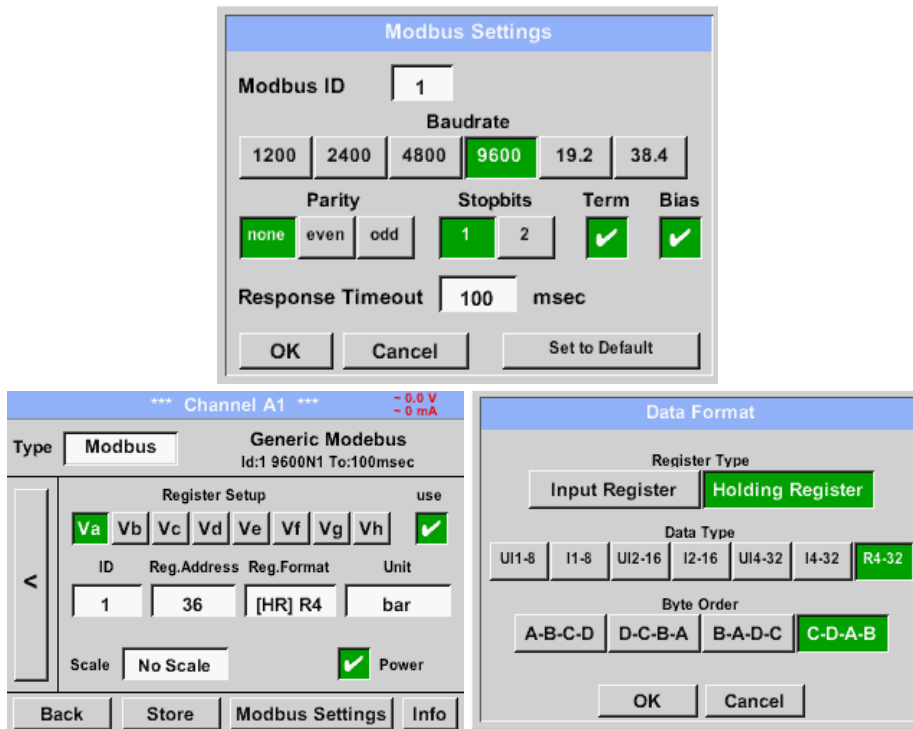 Modbus Settings
Modbus ID 1
Baudrate
1200 2400 4800 9600 19.2 38.4
Parity Stopbits Term Bias
none even odd 1 2
Response Timeout 100 msec
OK Cancel Set to Default
*** Channel A1 *** ~ 0.0 V
~ 0 mA
Type Modbus Generic Modebus
Id:1 9600N1 To:100msec
Register Setup use
Va Vb Vc Vd Ve Vf Vg Vh
<
ID Reg.Address Reg.Format Unit
1 36 [HR] R4 bar
Scale No Scale Power
Back Store Modbus Settings Info
Data Format
Register Type
Input Register Holding Register
Data Type
UI1-8 I1-8 UI2-16 I2-16 UI4-32 I4-32 R4-32
Byte Order
A-B-C-D D-C-B-A B-A-D-C C-D-A-B
OK Cancel